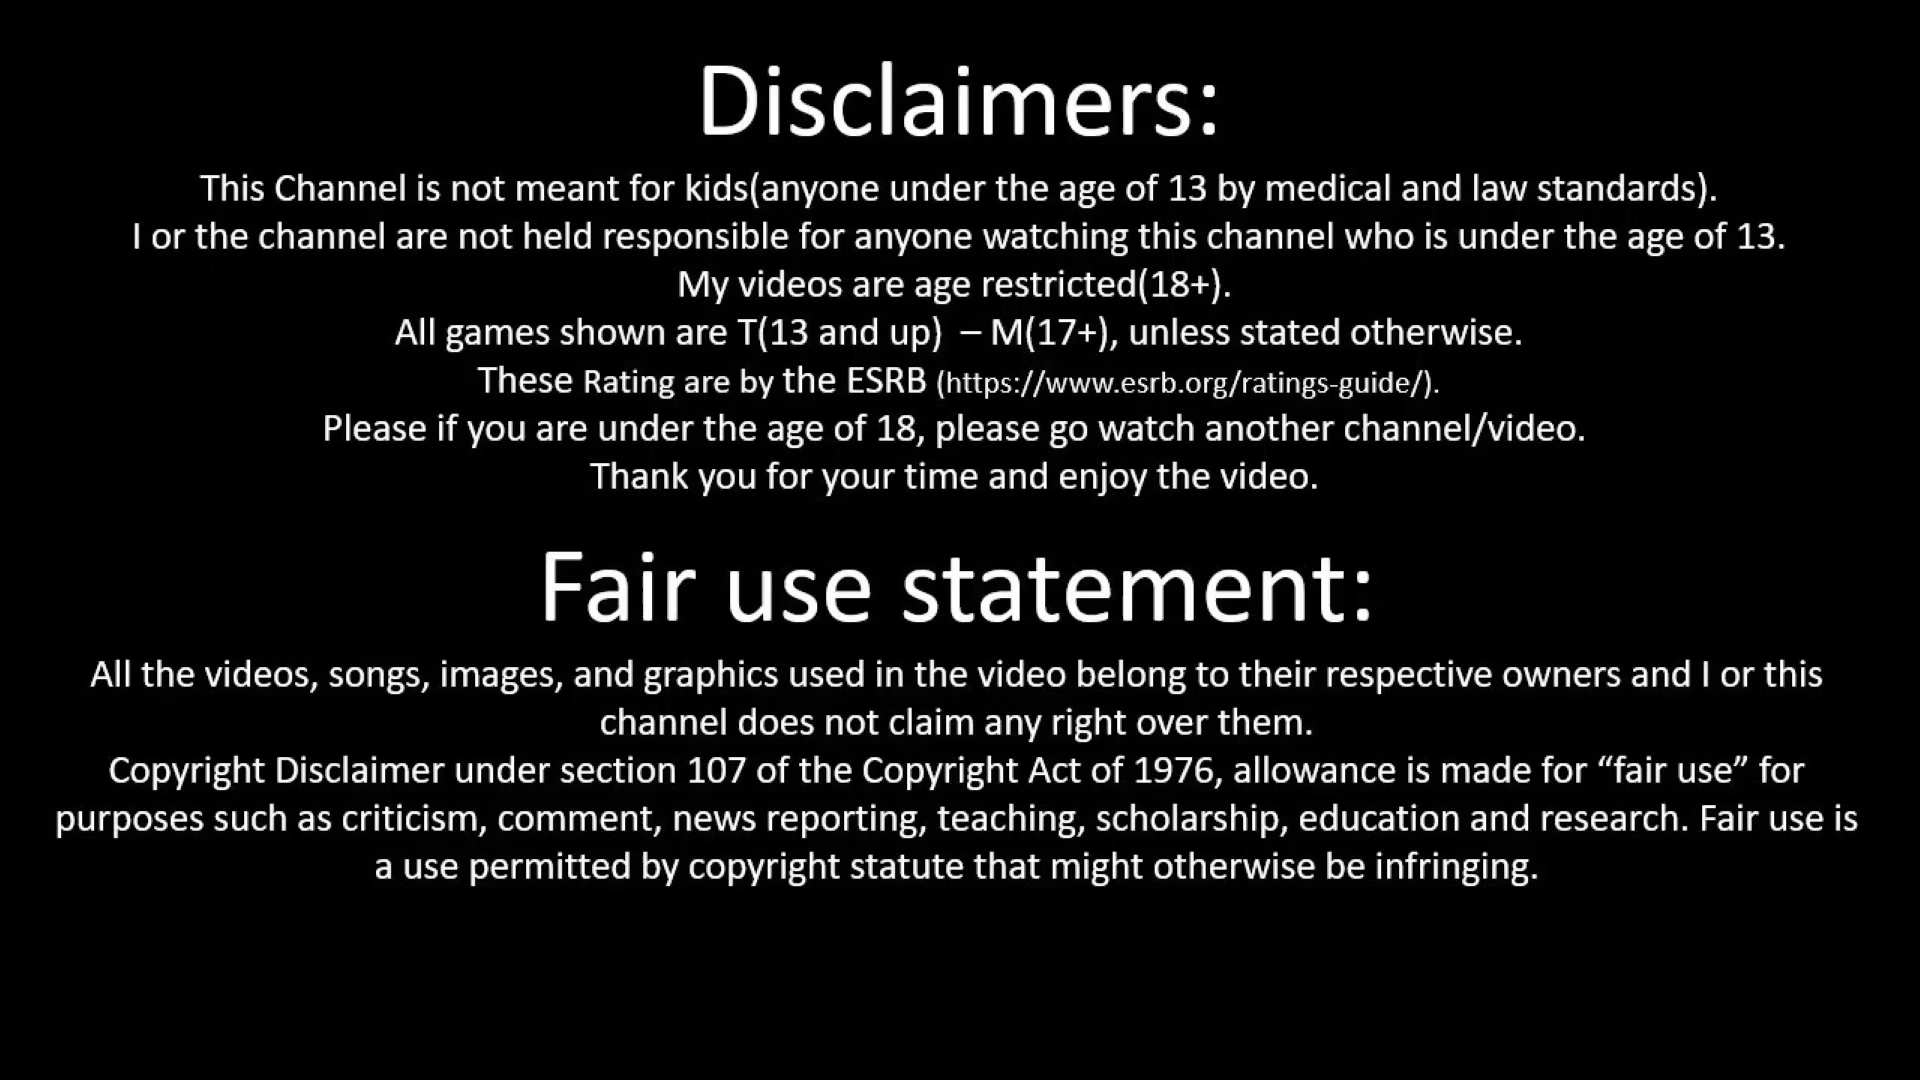 Disclaimers:
This Channel is not meant for kids(anyone under the age of 13 by medical and law standards).
I or the channel are not held responsible for anyone watching this channel who is under the age of 13.
My videos are age restricted(18+).
All games shown are T(13 and up)  – M(17+), unless stated otherwise.
These Rating are by the ESRB (https://www.esrb.org/ratings-guide/).
Please if you are under the age of 18, please go watch another channel/video.
Thank you for your time and enjoy the video.
Fair use statement:
All the videos, songs, images, and graphics used in the video belong to their respective owners and I or this
channel does not claim any right over them.
Copyright Disclaimer under section 107 of the Copyright Act of 1976, allowance is made for “fair use” for
purposes such as criticism, comment, news reporting, teaching, scholarship, education and research. Fair use is
a use permitted by copyright statute that might otherwise be infringing.